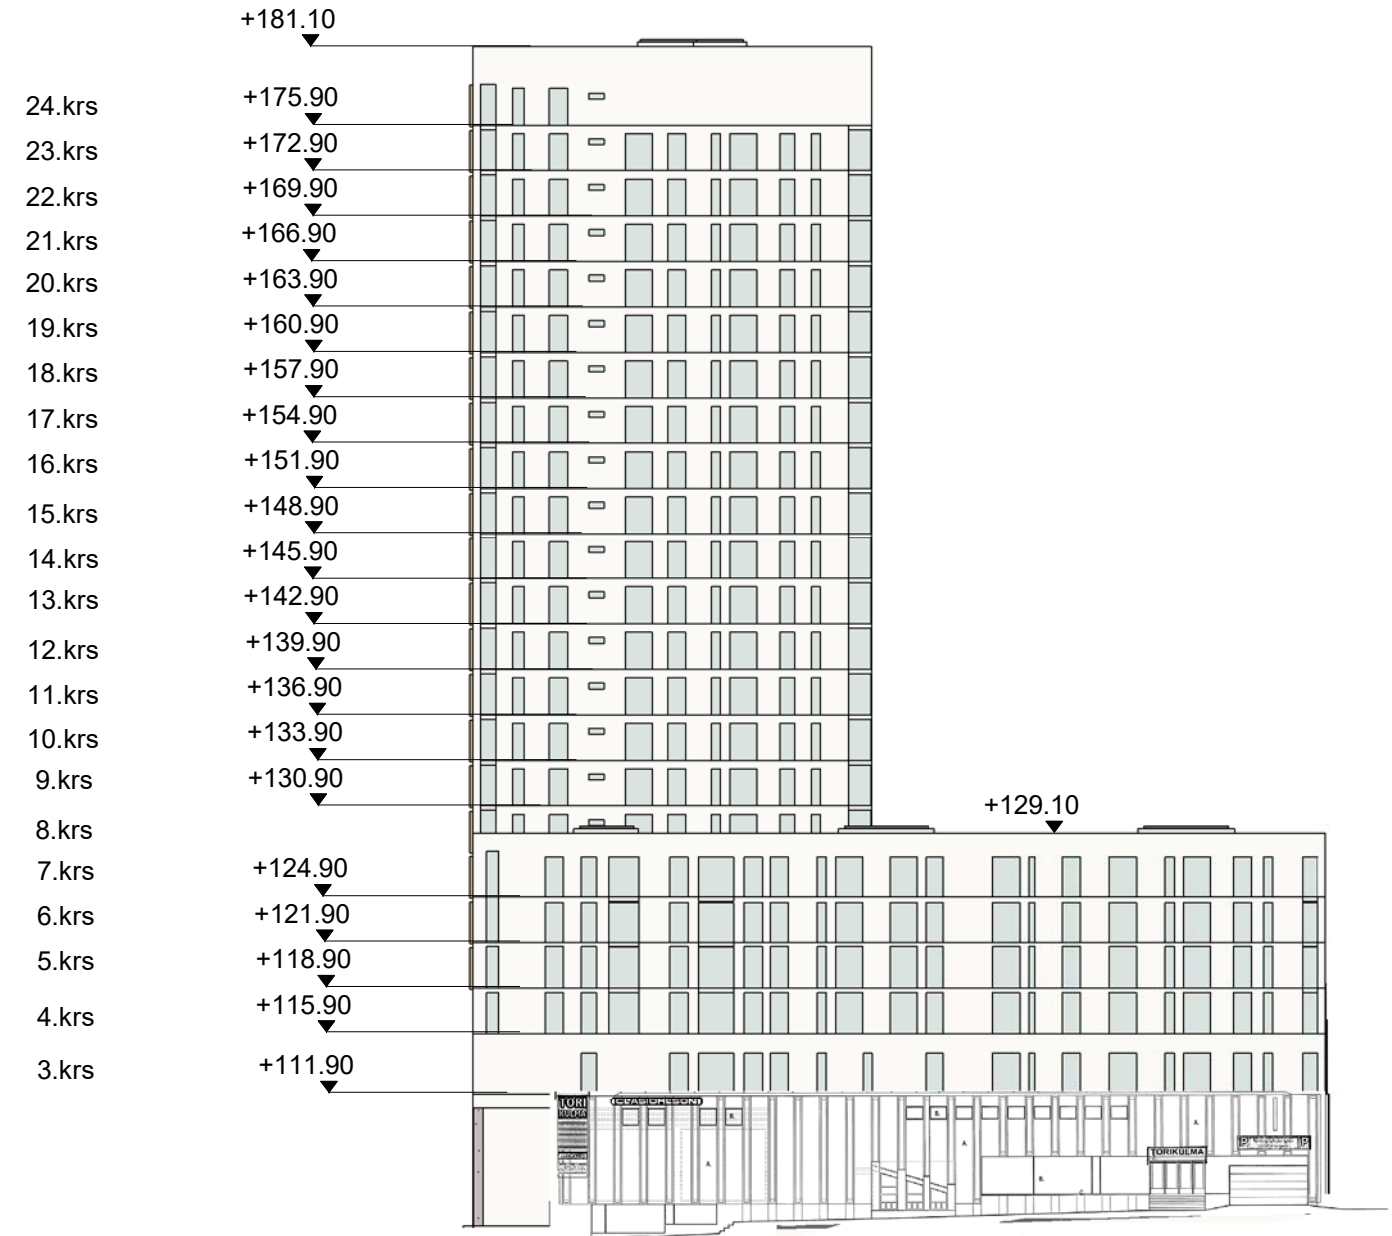 +181.10
24.krs +175.90
23.krs +172.90
22.krs +169.90
21.krs +166.90
20.krs +163.90
19.krs +160.90
18.krs +157.90
17.krs +154.90
16.krs +151.90
15.krs +148.90
14.krs +145.90
13.krs +142.90
12.krs +139.90
11.krs +136.90
10.krs +133.90
9.krs +130.90
+129.10
8.krs
7.krs +124.90
6.krs +121.90
5.krs +118.90
4.krs +115.90
3.krs +111.90
TORI
KULMA
TORIKULMA
P P